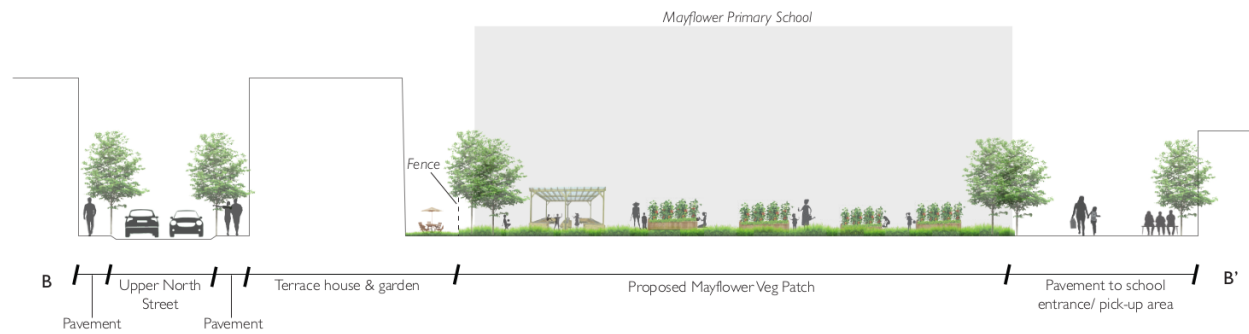 Mayflower Primary School
Fence
B
Upper North
Street
Terrace house & garden
Proposed Mayflower Veg Patch
Pavement to school
entrance/ pick-up area
B'
Pavement
Pavement